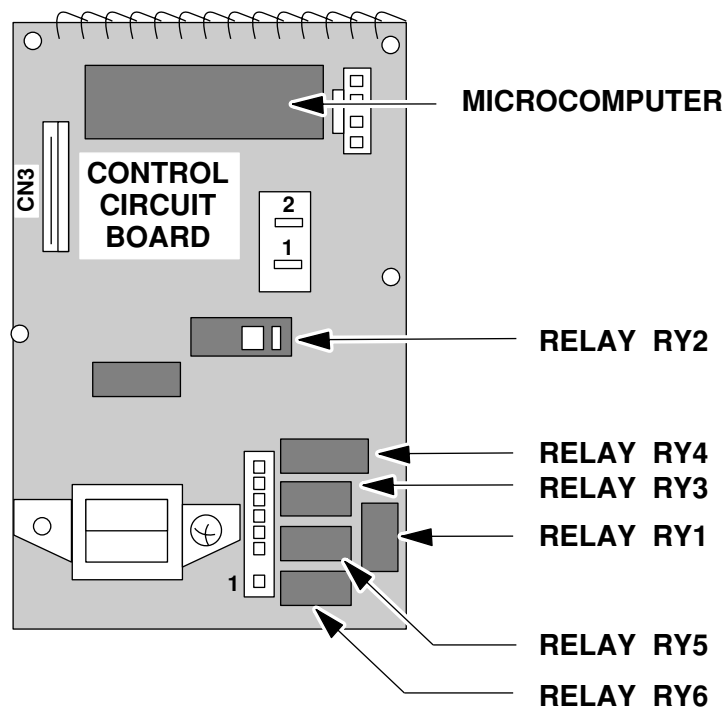 MICROCOMPUTER
CN3
CONTROL
CIRCUIT
BOARD
2
1
RELAY RY2
RELAY RY4
RELAY RY3
RELAY RY1
1
RELAY RY5
RELAY RY6